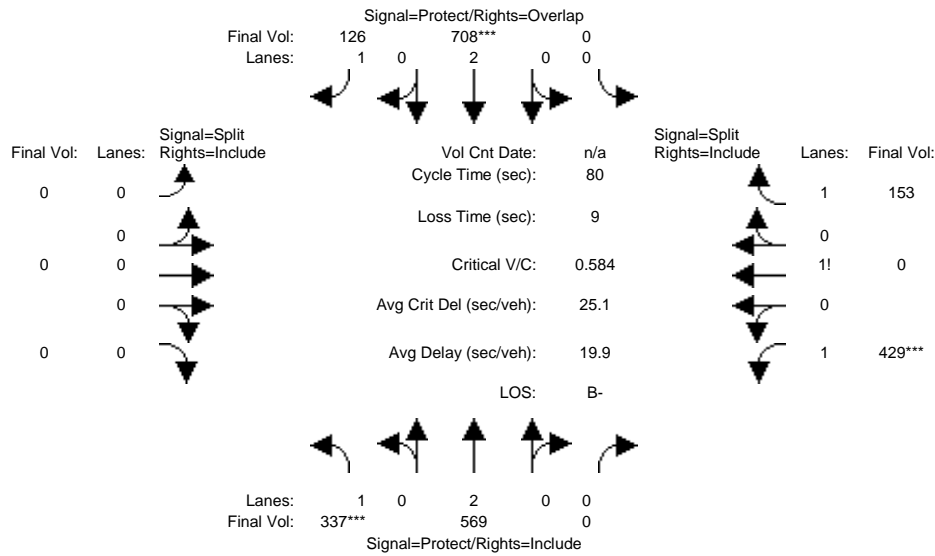 Signal=Protect/Rights=Overlap
Final Vol: 126 708*** 0
Lanes: 1 0 2 0 0
Signal=Split
Final Vol: Lanes: Rights=Include
Vol Cnt Date: n/a
Signal=Split
Rights=Include Lanes: Final Vol:
Cycle Time (sec): 80
0 0
1 153
Loss Time (sec): 9
0
0
0 0
Critical V/C: 0.584
1! 0
0
Avg Crit Del (sec/veh): 25.1
0
0 0
Avg Delay (sec/veh): 19.9
1 429***
LOS: B-
Lanes: 1 0 2 0 0
Final Vol: 337*** 569 0
Signal=Protect/Rights=Include